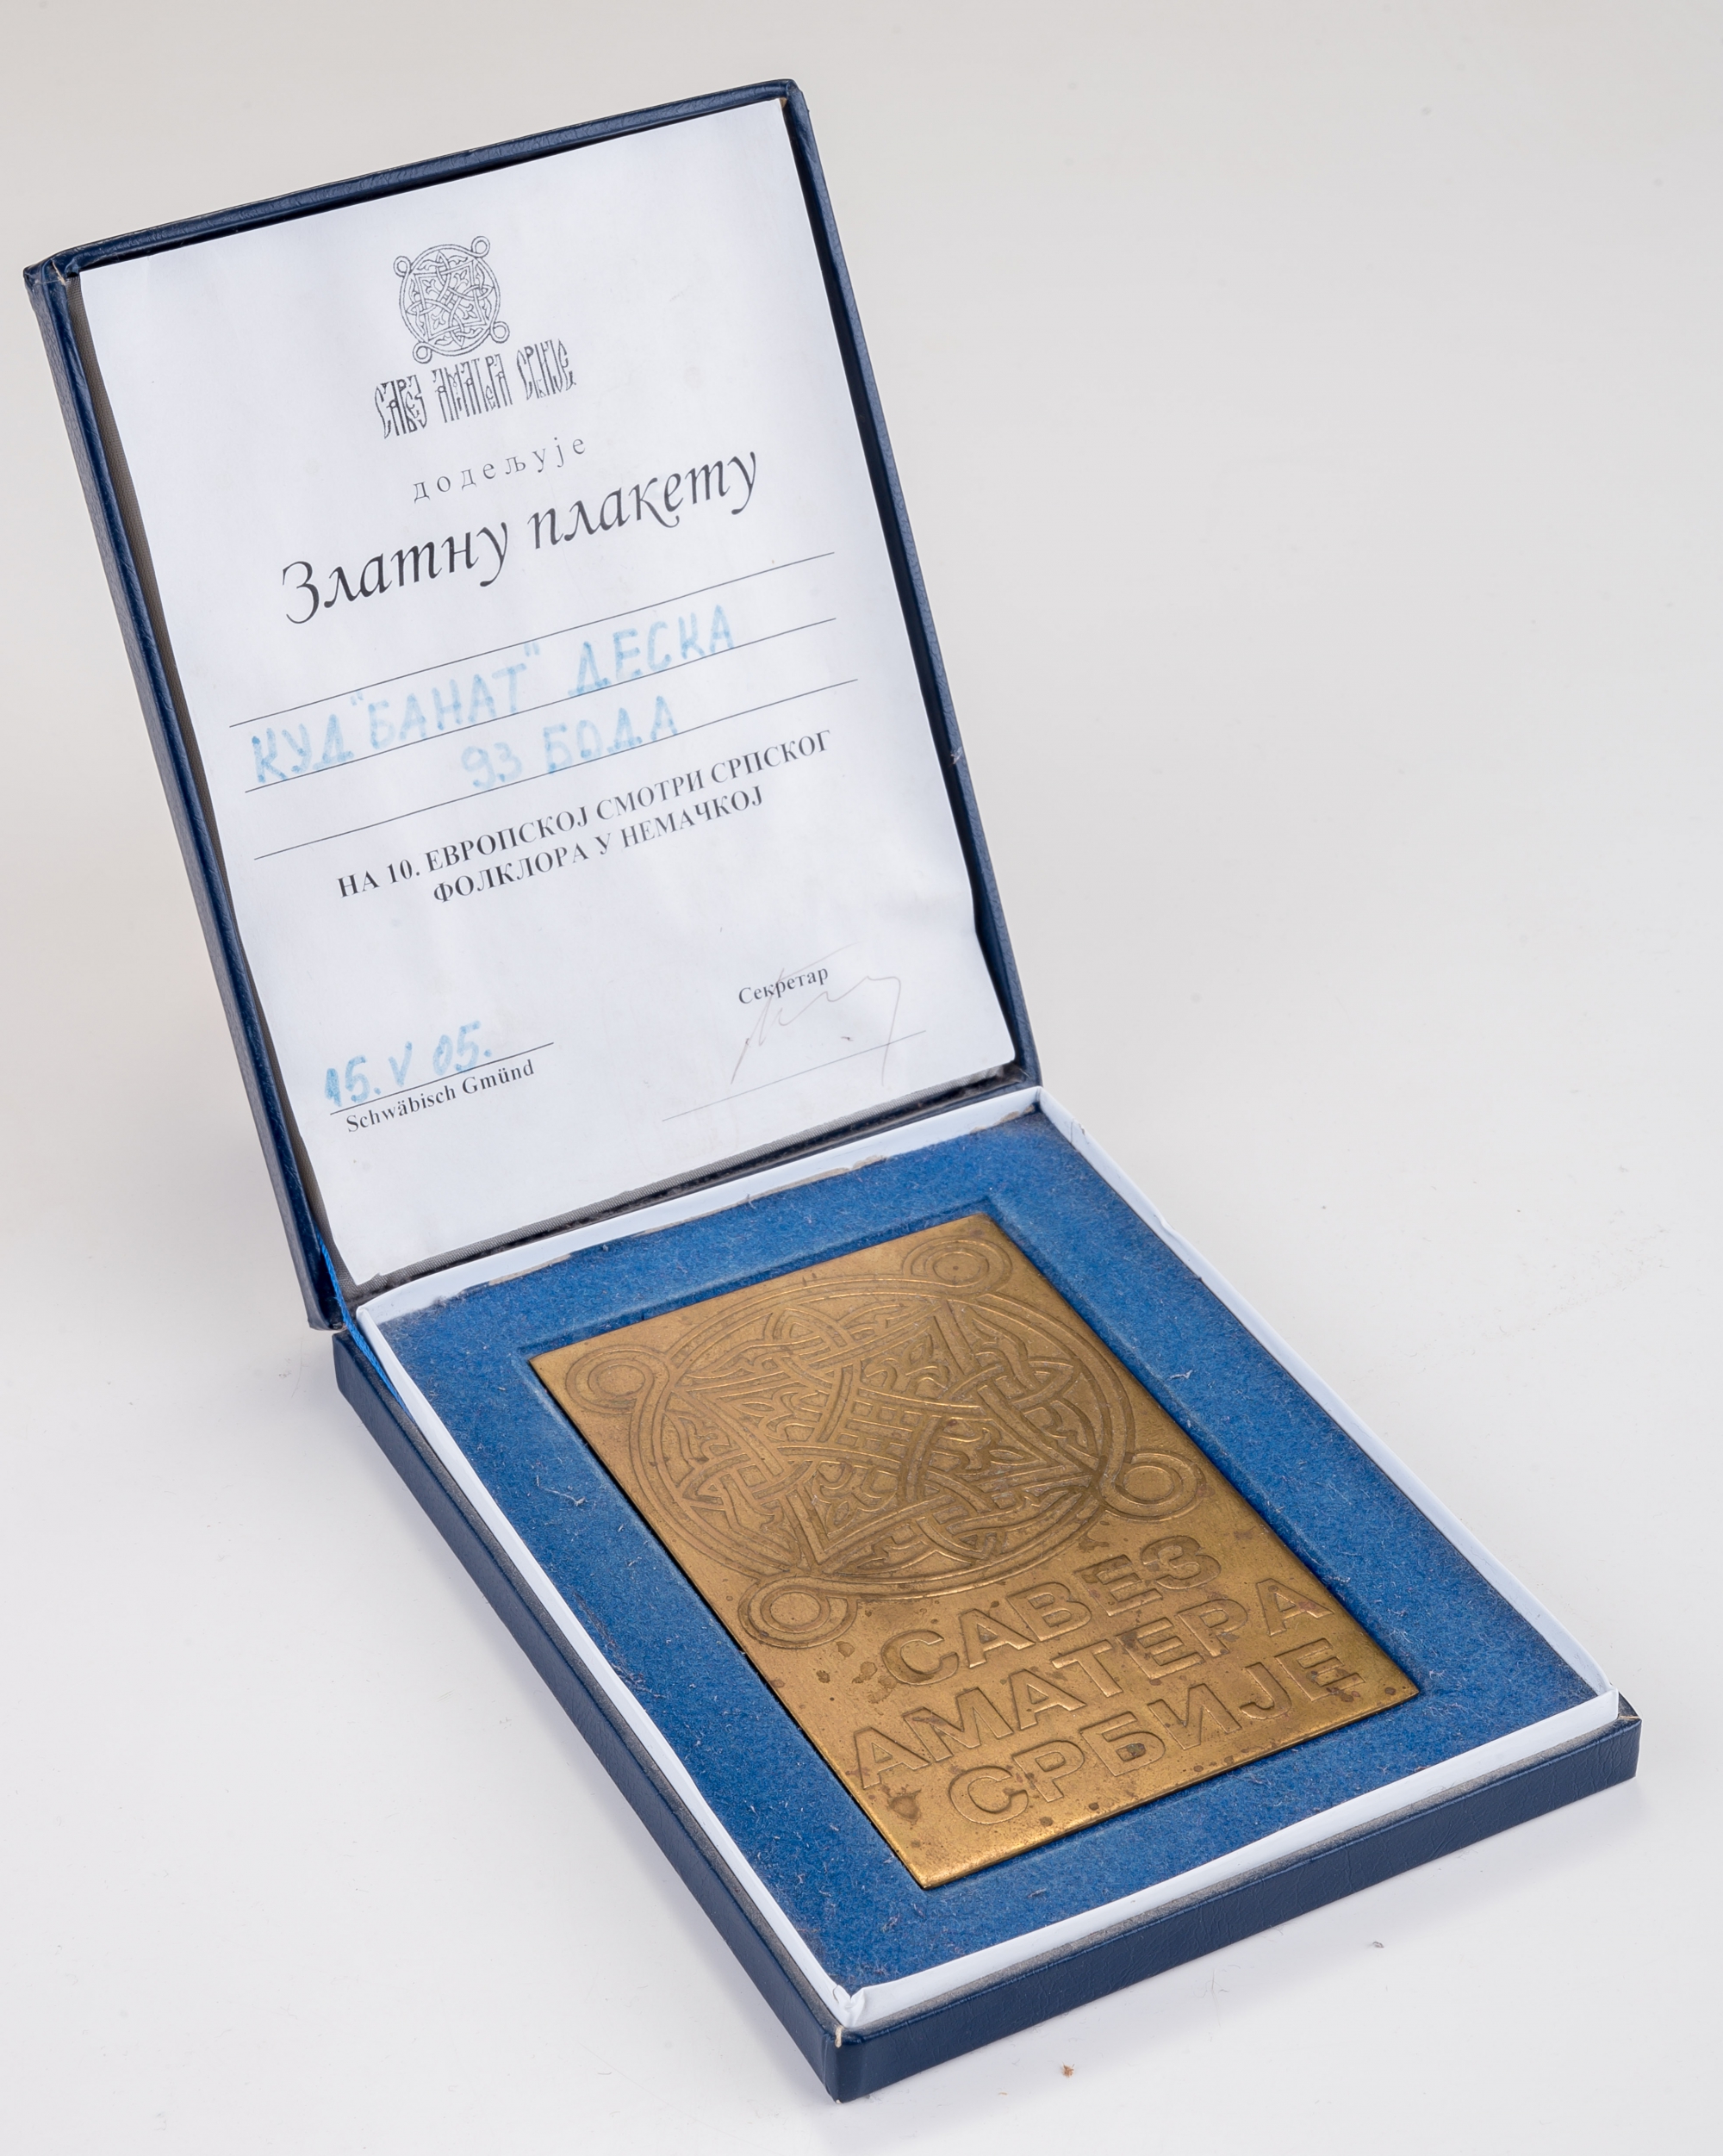 САВЕЗ АМАТЕРА СРБИЈЕ
додељује
Златну плакету
КУД "БАНАТ" ДЕСКА
93 БОДА
НА 10. ЕВРОПСКОЈ СМОТРИ СРПСКОГ
ФОЛКЛОРА У НЕМАЧКОЈ
Секретар
15. V 05.
Schwäbisch Gmünd
САВЕЗ
АМАТЕРА
СРБИЈЕ